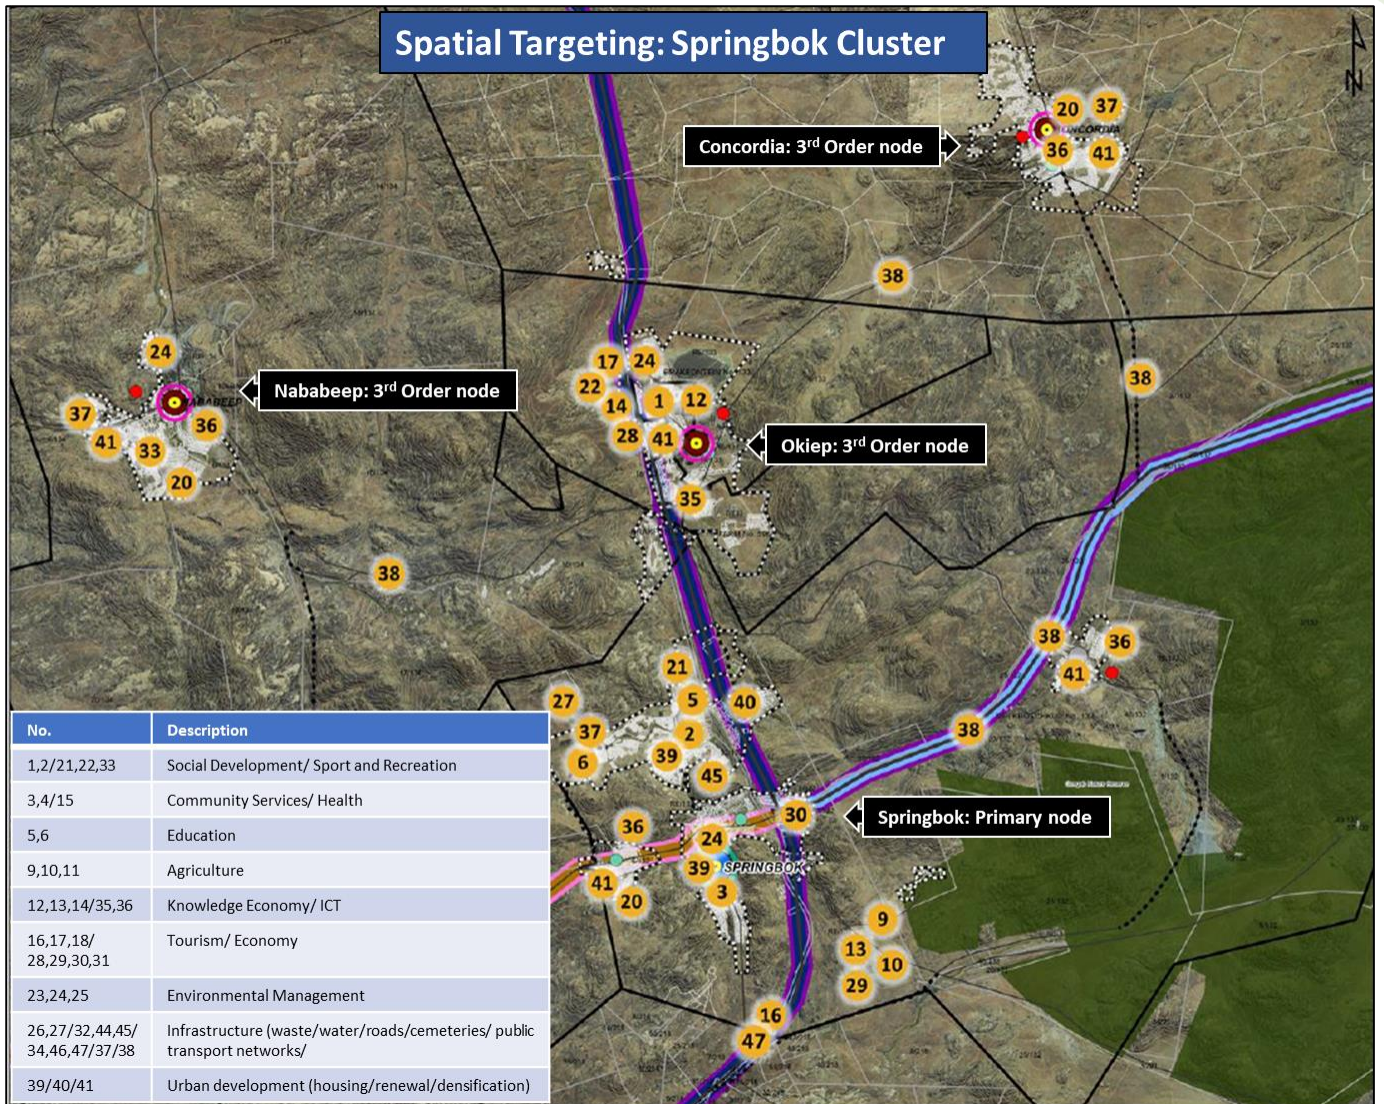 Spatial Targeting: Springbok Cluster
N
20 37
Concordia: 3rd Order node
36 41
38
24
17 24
38
Nababeep: 3rd Order node
22
14 1 12
37
36
41
33
28 41
Okiep: 3rd Order node
20
35
38
38
36
41
21
27
5 40
37
2
38
6
39
45
30
Springbok: Primary node
36
24
39
SPRINGBOK
41
20
3
9
13
10
29
16
47
No. Description
1,2/21,22,33 Social Development/ Sport and Recreation
3,4/15 Community Services/ Health
5,6 Education
9,10,11 Agriculture
12,13,14/35,36 Knowledge Economy/ ICT
16,17,18/ Tourism/ Economy
28,29,30,31
23,24,25 Environmental Management
26,27/32,44,45/ Infrastructure (waste/water/roads/cemeteries/ public
34,46,47/37/38 transport networks/
39/40/41 Urban development (housing/renewal/densification)